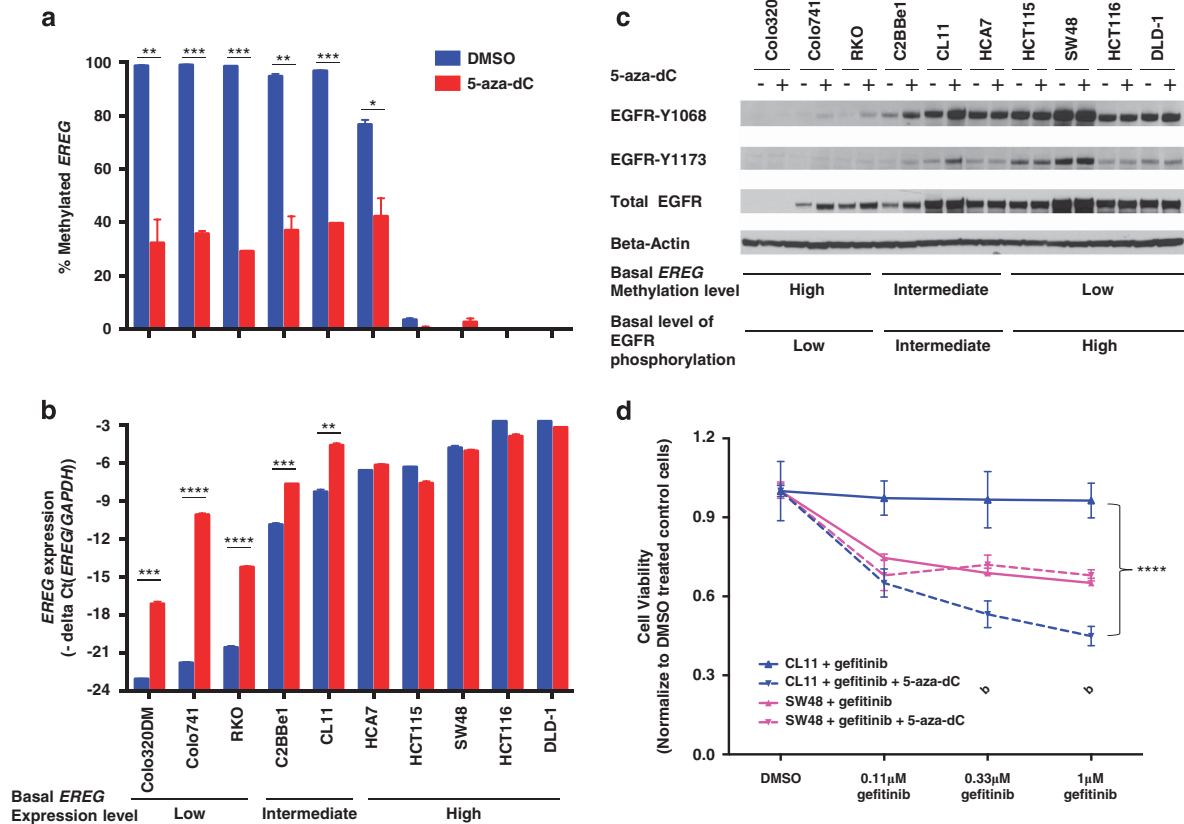 a
DMSO
5-aza-dC
% Methylated EREG
100
80
60
40
20
0
** *** *** ** *** *
b
EREG expression
(- delta Ct(EREG/GAPDH))
-3
-6
-9
-12
-15
-18
-21
-24
*** **** **** *** **
Colo320DM Colo741 RKO C2BBe1 CL11 HCA7 HCT115 SW48 HCT116 DLD-1
Basal EREG
Expression level
Low Intermediate High
c
Colo320 Colo741 RKO C2BBe1 CL11 HCA7 HCT115 SW48 HCT116 DLD-1
5-aza-dC - + - + - + - + - + - + - + - + - + - +
EGFR-Y1068
EGFR-Y1173
Total EGFR
Beta-Actin
Basal EREG
Methylation level
High Intermediate Low
Basal level of
EGFR
phosphorylation
Low Intermediate High
d
Cell Viability
(Normalize to DMSO treated control cells)
1.2
0.9
0.6
0.3
0.0
****
CL11 + gefitinib
CL11 + gefitinib + 5-aza-dC
SW48 + gefitinib
SW48 + gefitinib + 5-aza-dC
b b
DMSO 0.11µM 0.33µM 1µM
gefitinib gefitinib gefitinib